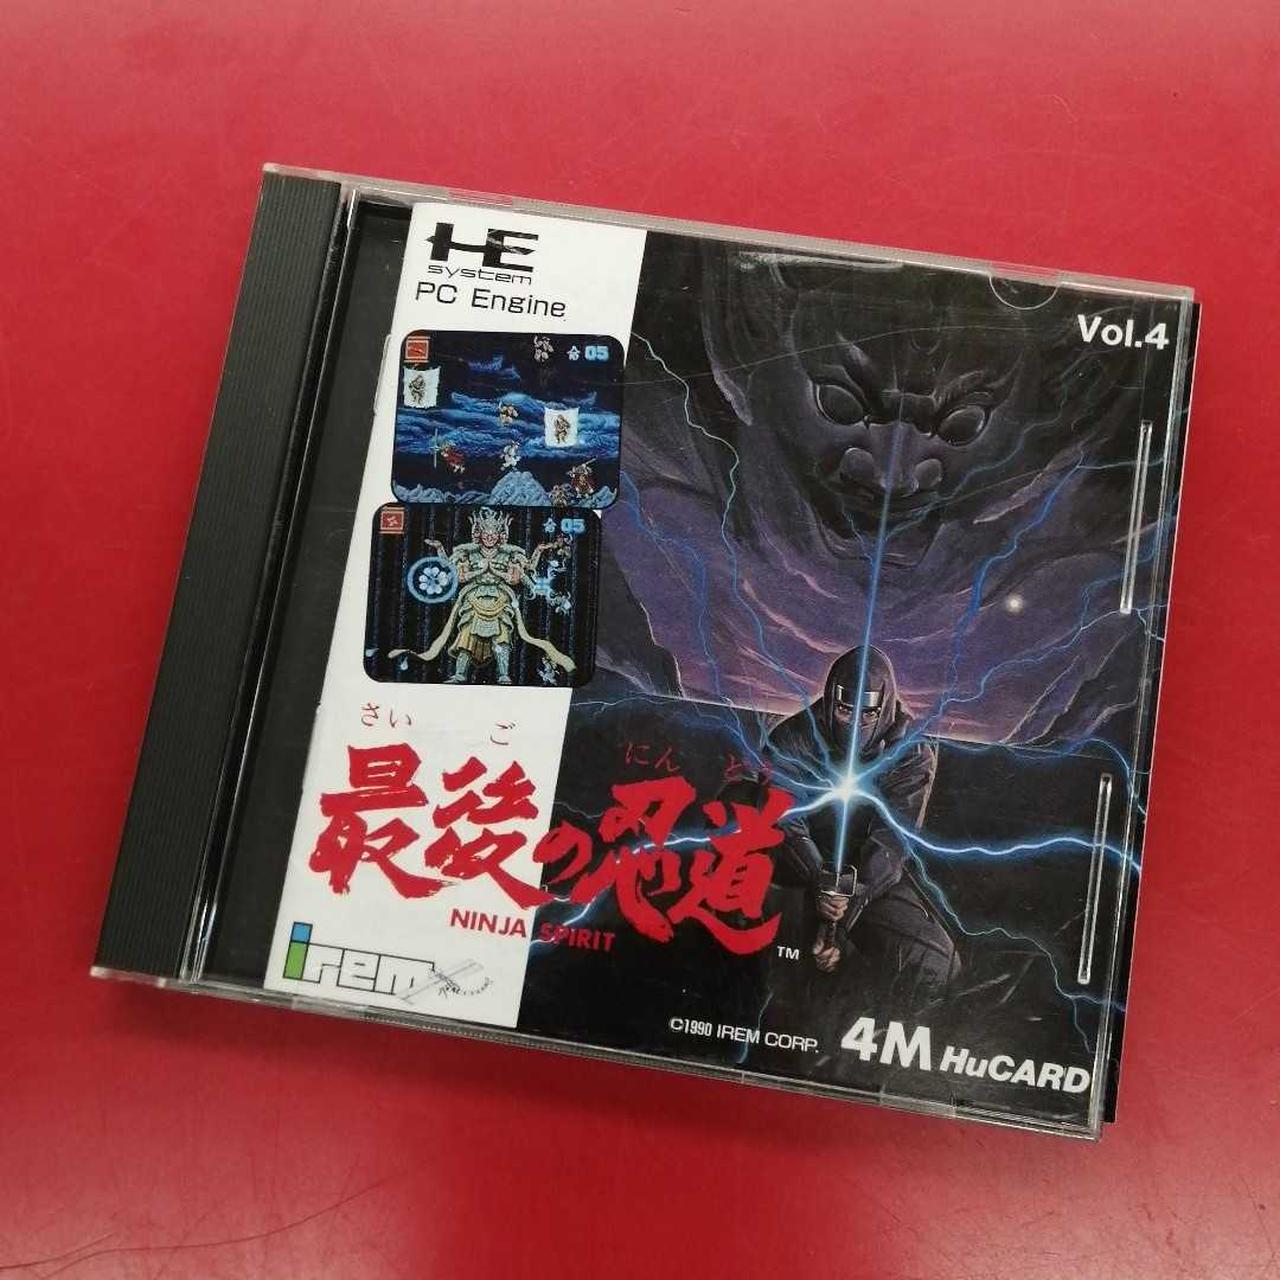 HE
system
PC Engine
Vol.4
05
05
さいご
にんどう
最後の忍道
NINJA SPIRIT
TM
irem
©1990 IREM CORP.
4M HuCARD